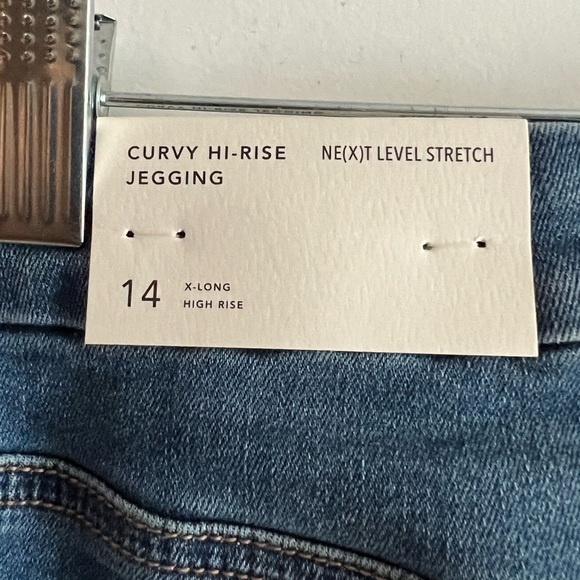 CURVY HI-RISE
JEGGING
NE(X)T LEVEL STRETCH
14
X-LONG
HIGH RISE